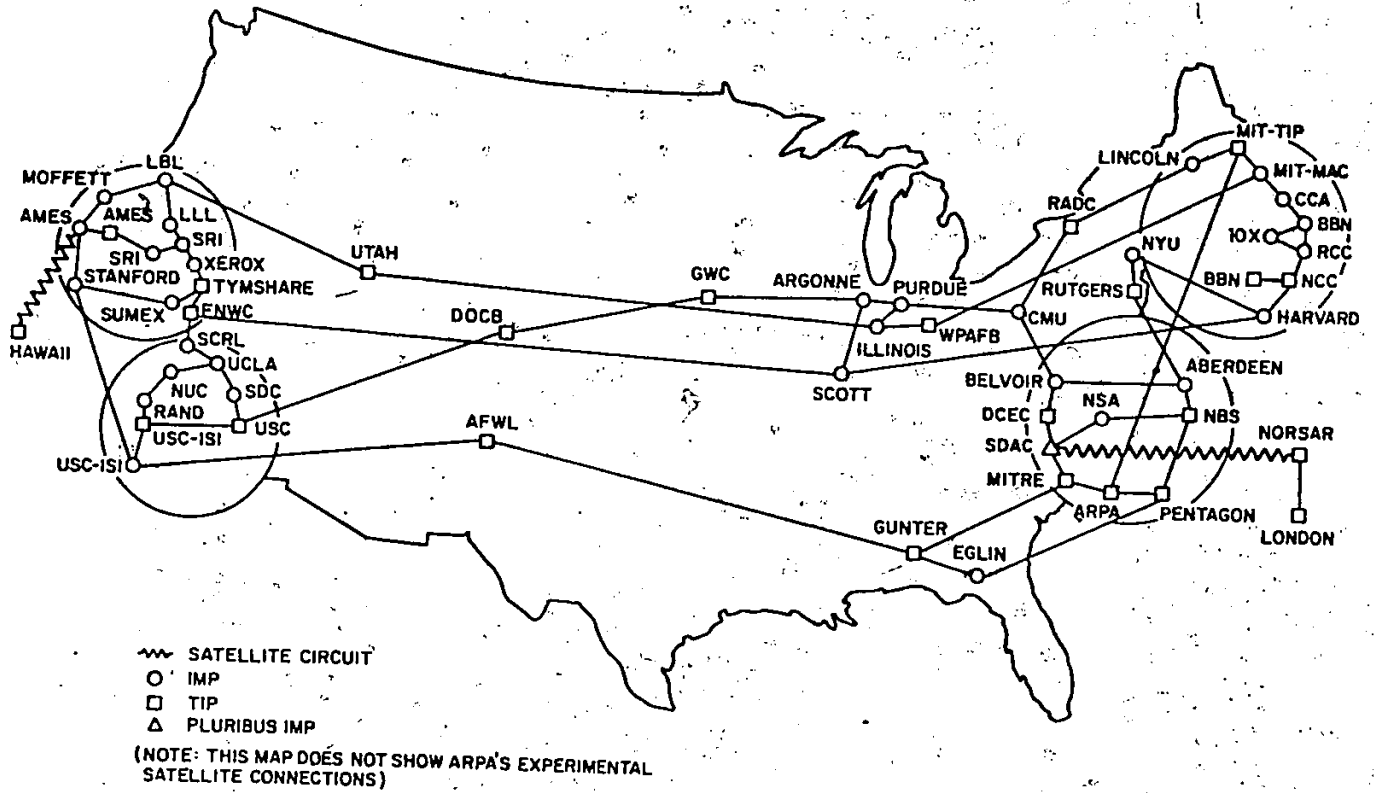 MIT-TIP
LINCOLN
MIT-MAC
LBL
MOFFETT
CCA
AMES
AMES
LLL
RADC
BBN
SRI
10X
NYU
RCC
SRI
XEROX
UTAH
STANFORD
TYMSHARE
GWC
ARGONNE
PURDUE
RUTGERS
BBN
NCC
SUMEX
FNWC
DOCB
CMU
HARVARD
HAWAII
SCRL
WPAFB
ILLINOIS
UCLA
SCOTT
BELVOIR
ABERDEEN
NUC
SDC
NSA
RAND
DCEC
NBS
USC-ISI
USC
AFWL
NORSAR
SDAC
USC-ISI
MITRE
ARPA
PENTAGON
GUNTER
LONDON
EGLIN
SATELLITE CIRCUIT
IMP
TIP
PLURIBUS IMP
(NOTE: THIS MAP DOES NOT SHOW ARPA'S EXPERIMENTAL
SATELLITE CONNECTIONS)